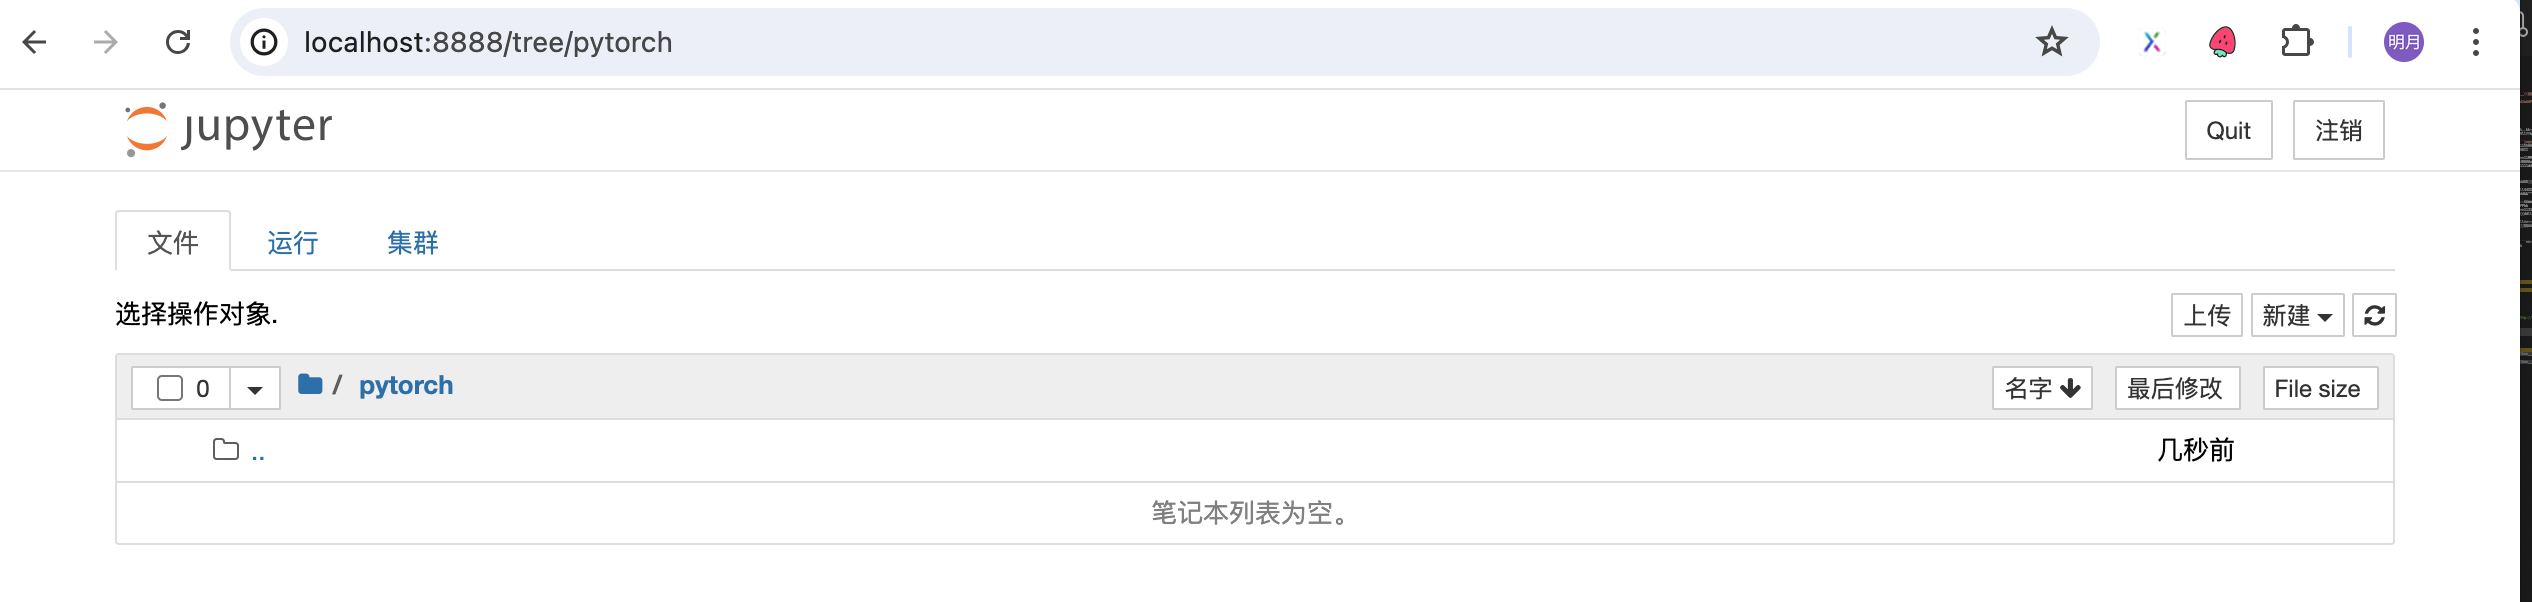 localhost:8888/tree/pytorch
明月
jupyter
Quit
注销
文件
运行
集群
选择操作对象.
上传
新建
0
/ pytorch
名字
最后修改
File size
..
几秒前
笔记本列表为空。